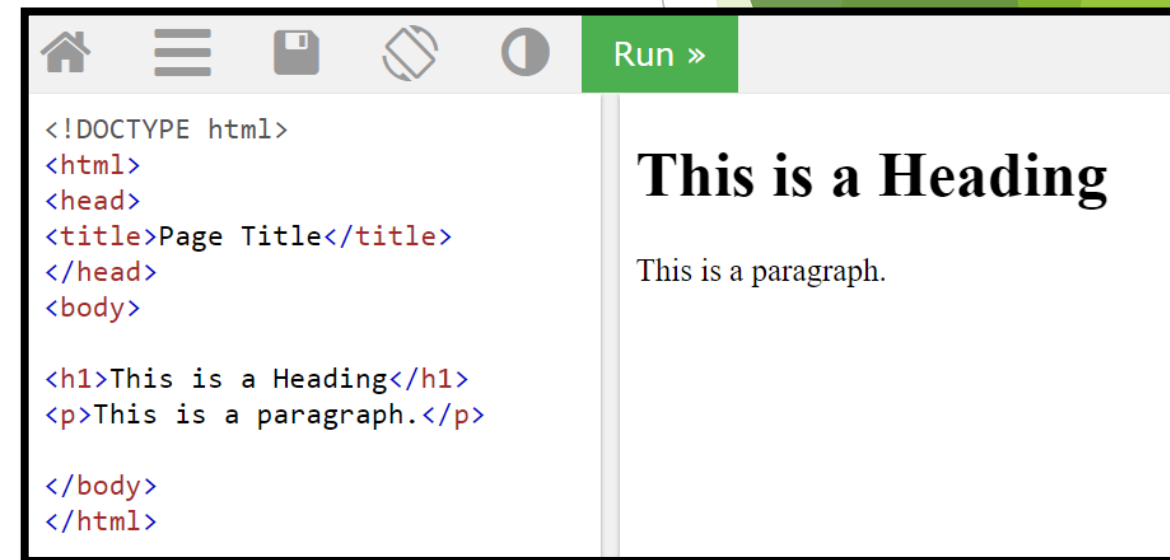 Run »
<!DOCTYPE html>
<html>
<head>
<title>Page Title</title>
</head>
<body>
<h1>This is a Heading</h1>
<p>This is a paragraph.</p>
</body>
</html>
This is a Heading
This is a paragraph.